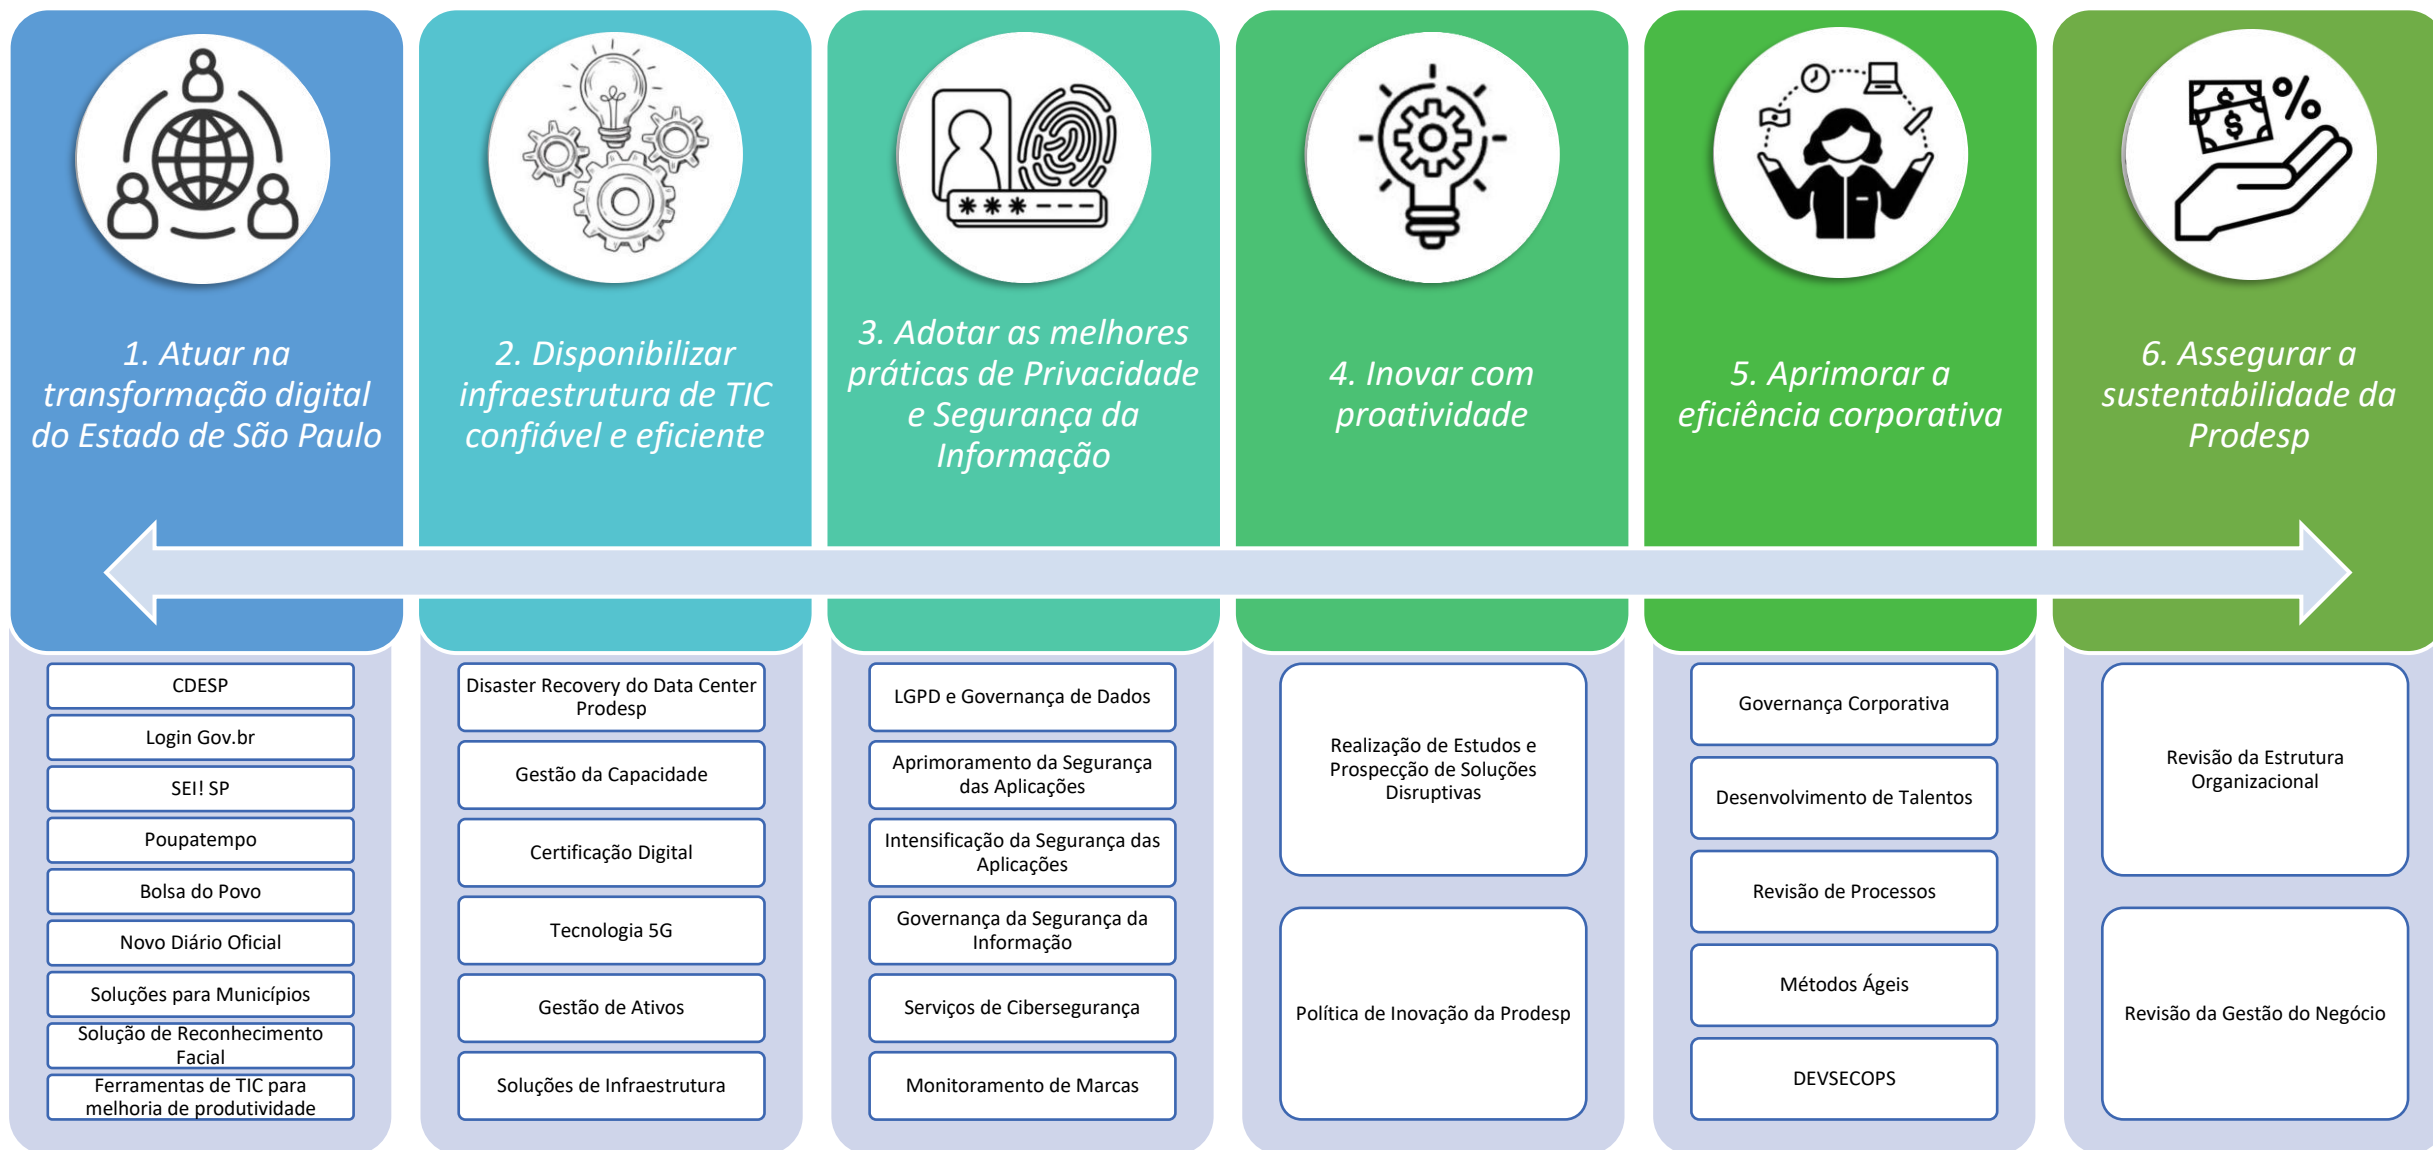 1. Atuar na
transformação digital
do Estado de São Paulo
2. Disponibilizar
infraestrutura de TIC
confiável e eficiente
3. Adotar as melhores
práticas de Privacidade
e Segurança da
Informação
4. Inovar com
proatividade
5. Aprimorar a
eficiência corporativa
6. Assegurar a
sustentabilidade da
Prodesp
CDESP
Login Gov.br
SEI! SP
Poupatempo
Bolsa do Povo
Novo Diário Oficial
Soluções para Municípios
Solução de Reconhecimento
Facial
Ferramentas de TIC para
melhoria de produtividade
Disaster Recovery do Data Center
Prodesp
Gestão da Capacidade
Certificação Digital
Tecnologia 5G
Gestão de Ativos
Soluções de Infraestrutura
LGPD e Governança de Dados
Aprimoramento da Segurança
das Aplicações
Intensificação da Segurança das
Aplicações
Governança da Segurança da
Informação
Serviços de Cibersegurança
Monitoramento de Marcas
Realização de Estudos e
Prospecção de Soluções
Disruptivas
Política de Inovação da Prodesp
Governança Corporativa
Desenvolvimento de Talentos
Revisão de Processos
Métodos Ágeis
DEVSECOPS
Revisão da Estrutura
Organizacional
Revisão da Gestão do Negócio